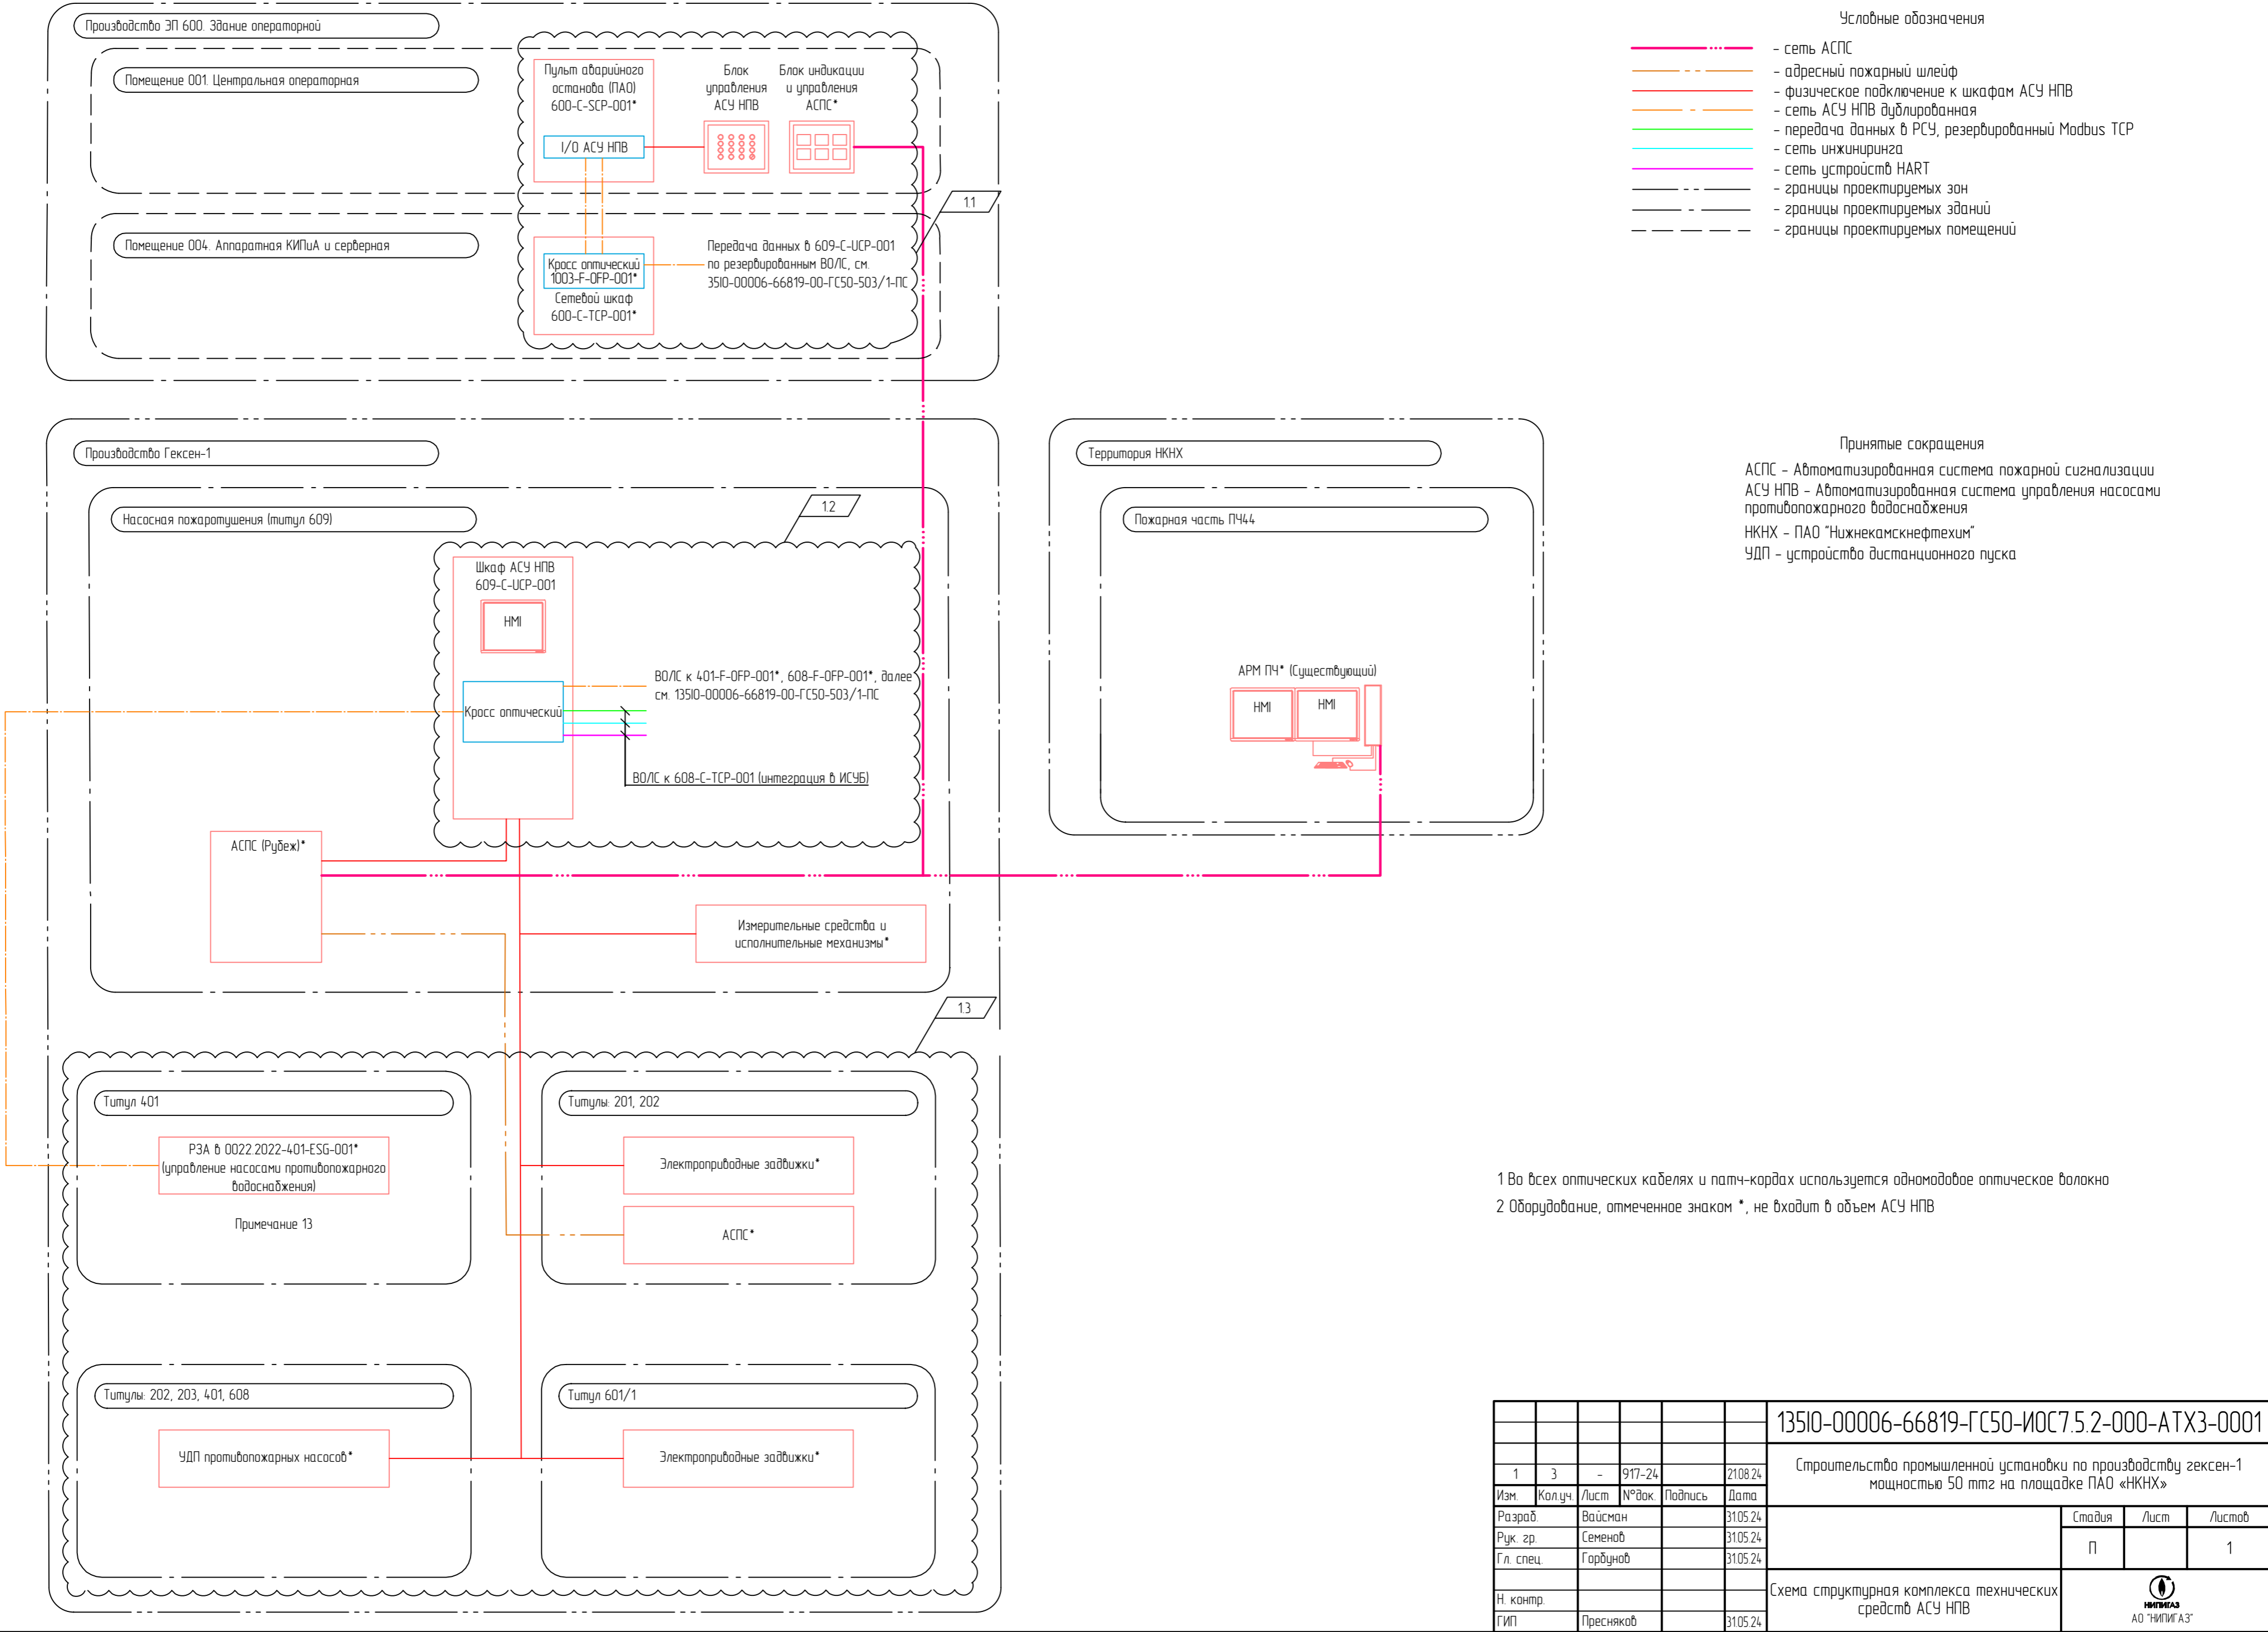 Производство ЭП 600. Здание операторной
Помещение 001. Центральная операторная
Пульт аварийного
останова (ПАО)
600-C-SCP-001*
I/O АСУ НПВ
Блок
управления
АСУ НПВ
Блок индикации
и управления
АСПС*
1.1
Помещение 004. Аппаратная КИПиА и серверная
Кросс оптический
1003-F-OFP-001*
Сетевой шкаф
600-C-TCP-001*
Передача данных в 609-C-UCP-001
по резервированным ВОЛС, см.
35IO-00006-66819-00-ГС50-503/1-ПС
Условные обозначения
- сеть АСПС
- адресный пожарный шлейф
- физическое подключение к шкафам АСУ НПВ
- сеть АСУ НПВ дублированная
- передача данных в РСУ, резервированный Modbus TCP
- сеть инжиниринга
- сеть устройств HART
- границы проектируемых зон
- границы проектируемых зданий
- границы проектируемых помещений
Производство Гексен-1
Насосная пожаротушения (титул 609)
1.2
Шкаф АСУ НПВ
609-C-UCP-001
HMI
Кросс оптический
ВОЛС к 401-F-OFP-001*, 608-F-OFP-001*, далее
см. 135IO-00006-66819-00-ГС50-503/1-ПС
ВОЛС к 608-C-TCP-001 (интеграция в ИСУБ)
АСПС (Рубеж)*
Измерительные средства и
исполнительные механизмы*
Территория НКНХ
Пожарная часть ПЧ44
АРМ ПЧ* (Существующий)
HMI
HMI
Принятые сокращения
АСПС - Автоматизированная система пожарной сигнализации
АСУ НПВ - Автоматизированная система управления насосами
противопожарного водоснабжения
НКНХ - ПАО "Нижнекамскнефтехим"
УДП - устройство дистанционного пуска
1.3
Титул 401
РЗА в 0022.2022-401-ESG-001*
(управление насосами противопожарного
водоснабжения)
Примечание 13
Титулы: 201, 202
Электроприводные задвижки*
АСПС*
Титулы: 202, 203, 401, 608
УДП противопожарных насосов*
Титул 601/1
Электроприводные задвижки*
1 Во всех оптических кабелях и патч-кордах используется одномодовое оптическое волокно
2 Оборудование, отмеченное знаком *, не входит в объем АСУ НПВ
135IO-00006-66819-ГС50-ИОС7.5.2-000-АТХ3-0001
Строительство промышленной установки по производству гексен-1
мощностью 50 ттг на площадке ПАО «НКНХ»
1 3 - 917-24 21.08.24
Изм. Кол.уч. Лист N°док. Подпись Дата
Разраб. Вайсман 31.05.24
Рук. гр. Семенов 31.05.24
Гл. спец. Горбунов 31.05.24
Н. контр.
ГИП Пресняков 31.05.24
Стадия Лист Листов
П 1
Схема структурная комплекса технических
средств АСУ НПВ
НИПИГАЗ
АО "НИПИГАЗ"